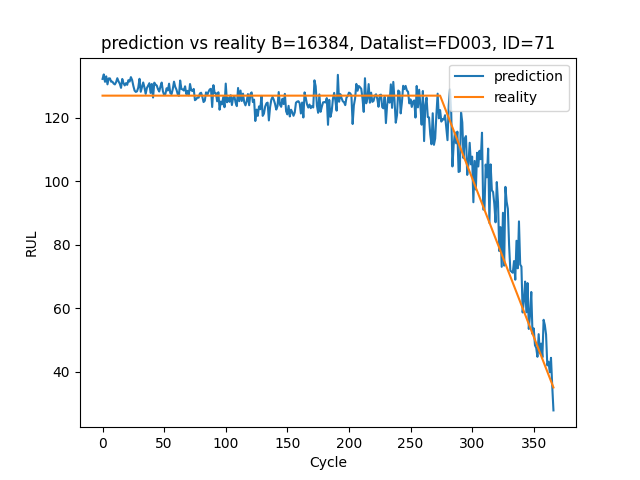 prediction vs reality B=16384, Datalist=FD003, ID=71
prediction
reality
120
100
80
60
40
RUL
0 50 100 150 200 250 300 350
Cycle